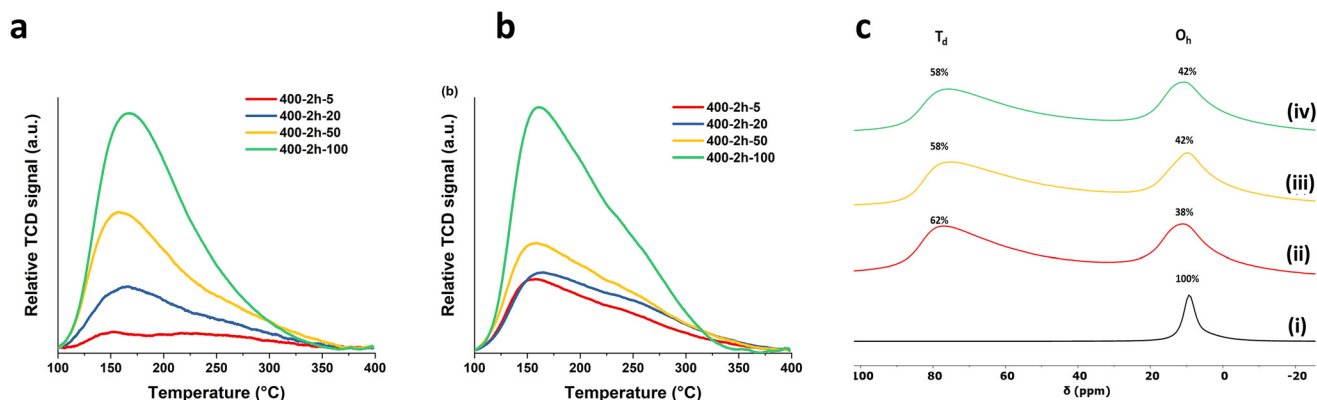 a
Relative TCD signal (a.u.)
400-2h-5
400-2h-20
400-2h-50
400-2h-100
100 150 200 250 300 350 400
Temperature (°C)
b
(b)
Relative TCD signal (a.u.)
400-2h-5
400-2h-20
400-2h-50
400-2h-100
100 150 200 250 300 350 400
Temperature (°C)
c
Td Oh
58% 42%
(iv)
58% 42%
(iii)
62% 38%
(ii)
100%
(i)
100 80 60 40 20 0 -20
δ (ppm)